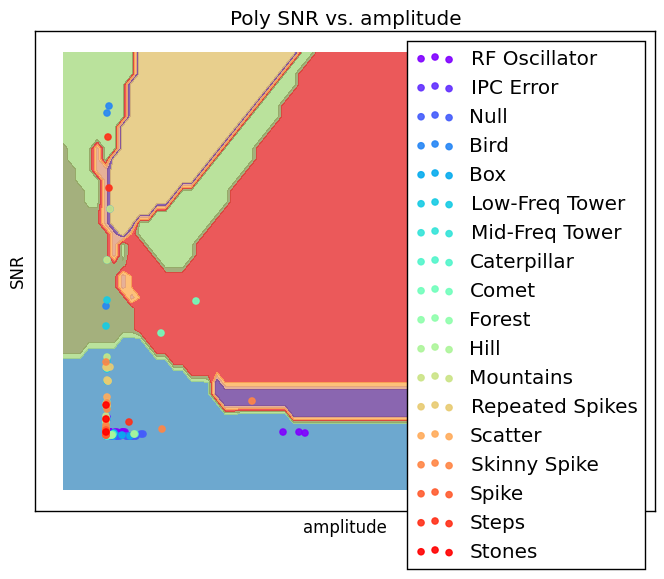 Poly SNR vs. amplitude
RF Oscillator
IPC Error
Null
Bird
Box
Low-Freq Tower
Mid-Freq Tower
Caterpillar
Comet
Forest
Hill
Mountains
Repeated Spikes
Scatter
Skinny Spike
Spike
Steps
Stones
SNR
amplitude